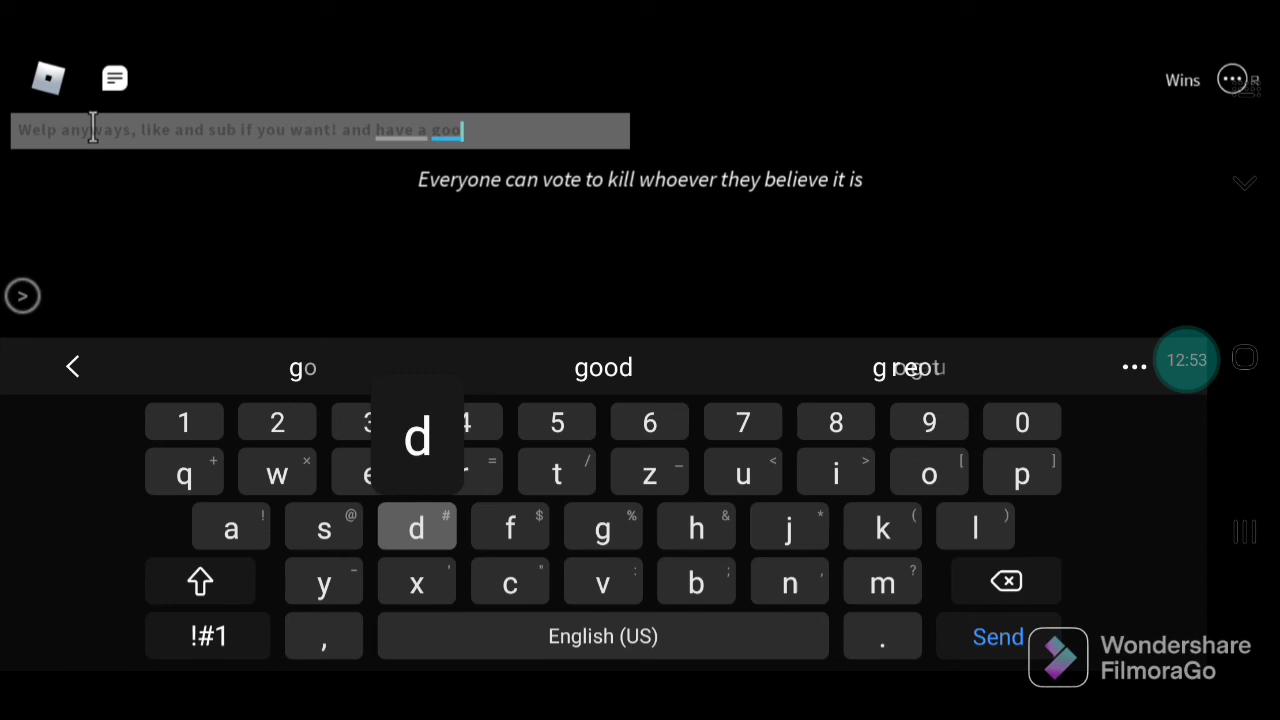 Wins
Welp anyways, like and sub if you want! and have a goo
Everyone can vote to kill whoever they believe it is
>
go good
12:53
d
1 2 3 4 5 6 7 8 9 0
q + w × e r = t / z _ u < i > o [ p ]
a ! s @ d # f $ g % h & j * k ( l )
y - x ' c " v : b ; n , m ?
!#1 , English (US) . Send
Wondershare
FilmoraGo